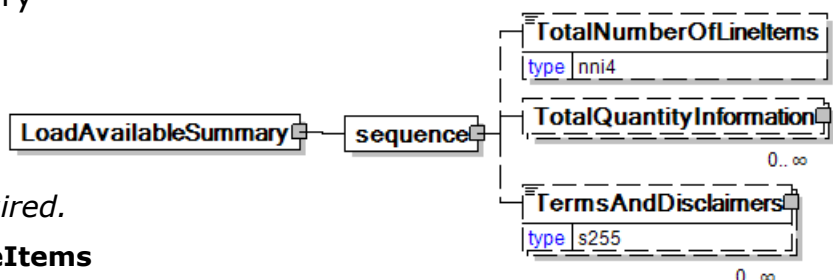 ry
TotalNumberOfLineItems
type nni4
LoadAvailableSummary
sequence
TotalQuantityInformation
0..∞
TermsAndDisclaimers
type s255
0..∞
ired.
eItems